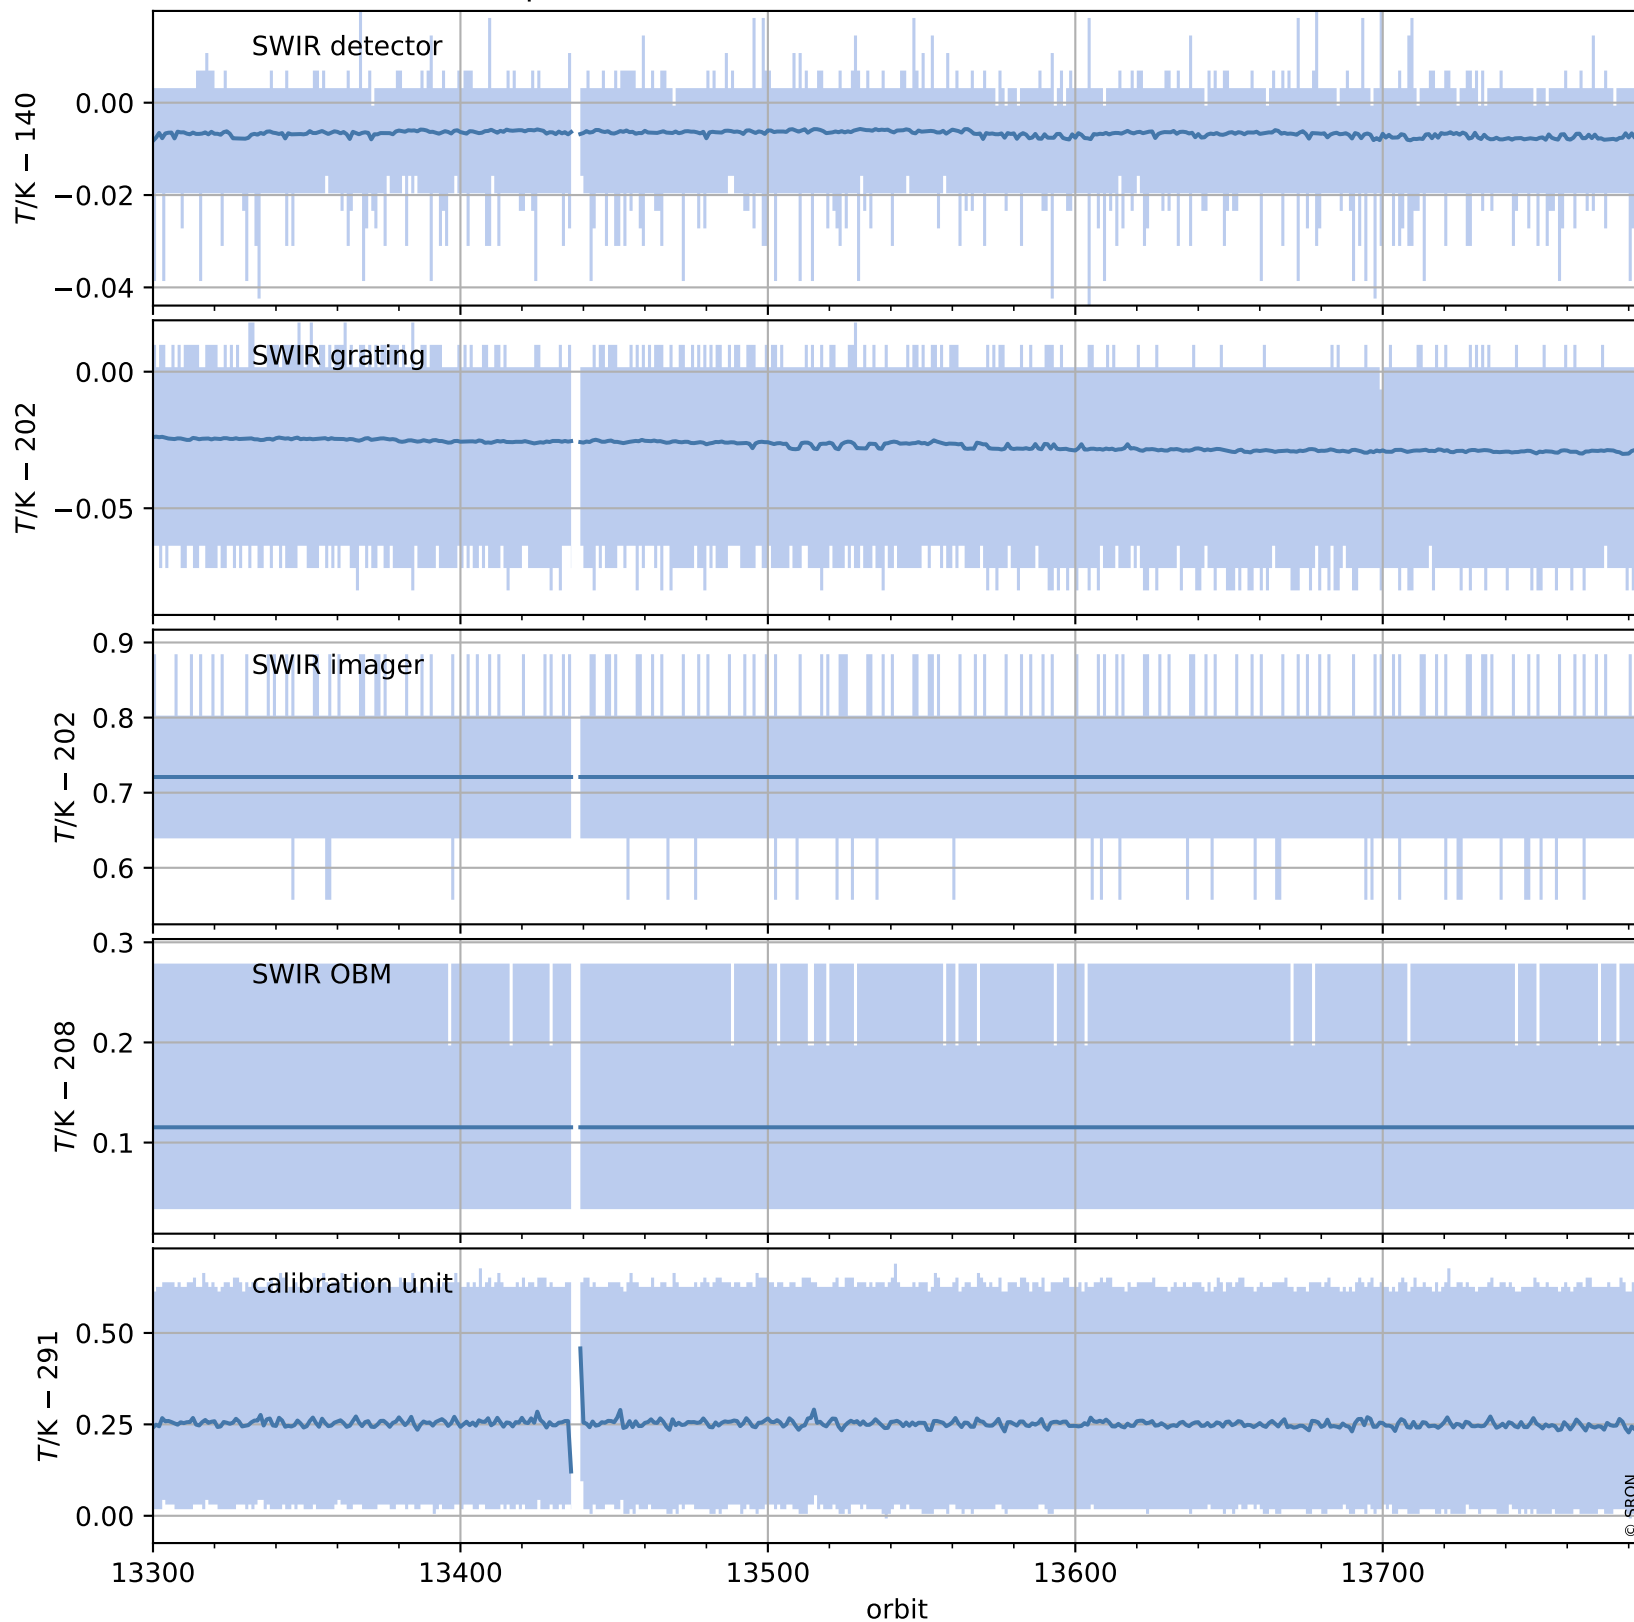 SWIR detector
T/K − 140
0.00
−0.02
−0.04
SWIR grating
T/K − 202
0.00
−0.05
SWIR imager
T/K − 202
0.9
0.8
0.7
0.6
SWIR OBM
T/K − 208
0.3
0.2
0.1
calibration unit
T/K − 291
0.50
0.25
0.00
© SRON
13300 13400 13500 13600 13700
orbit